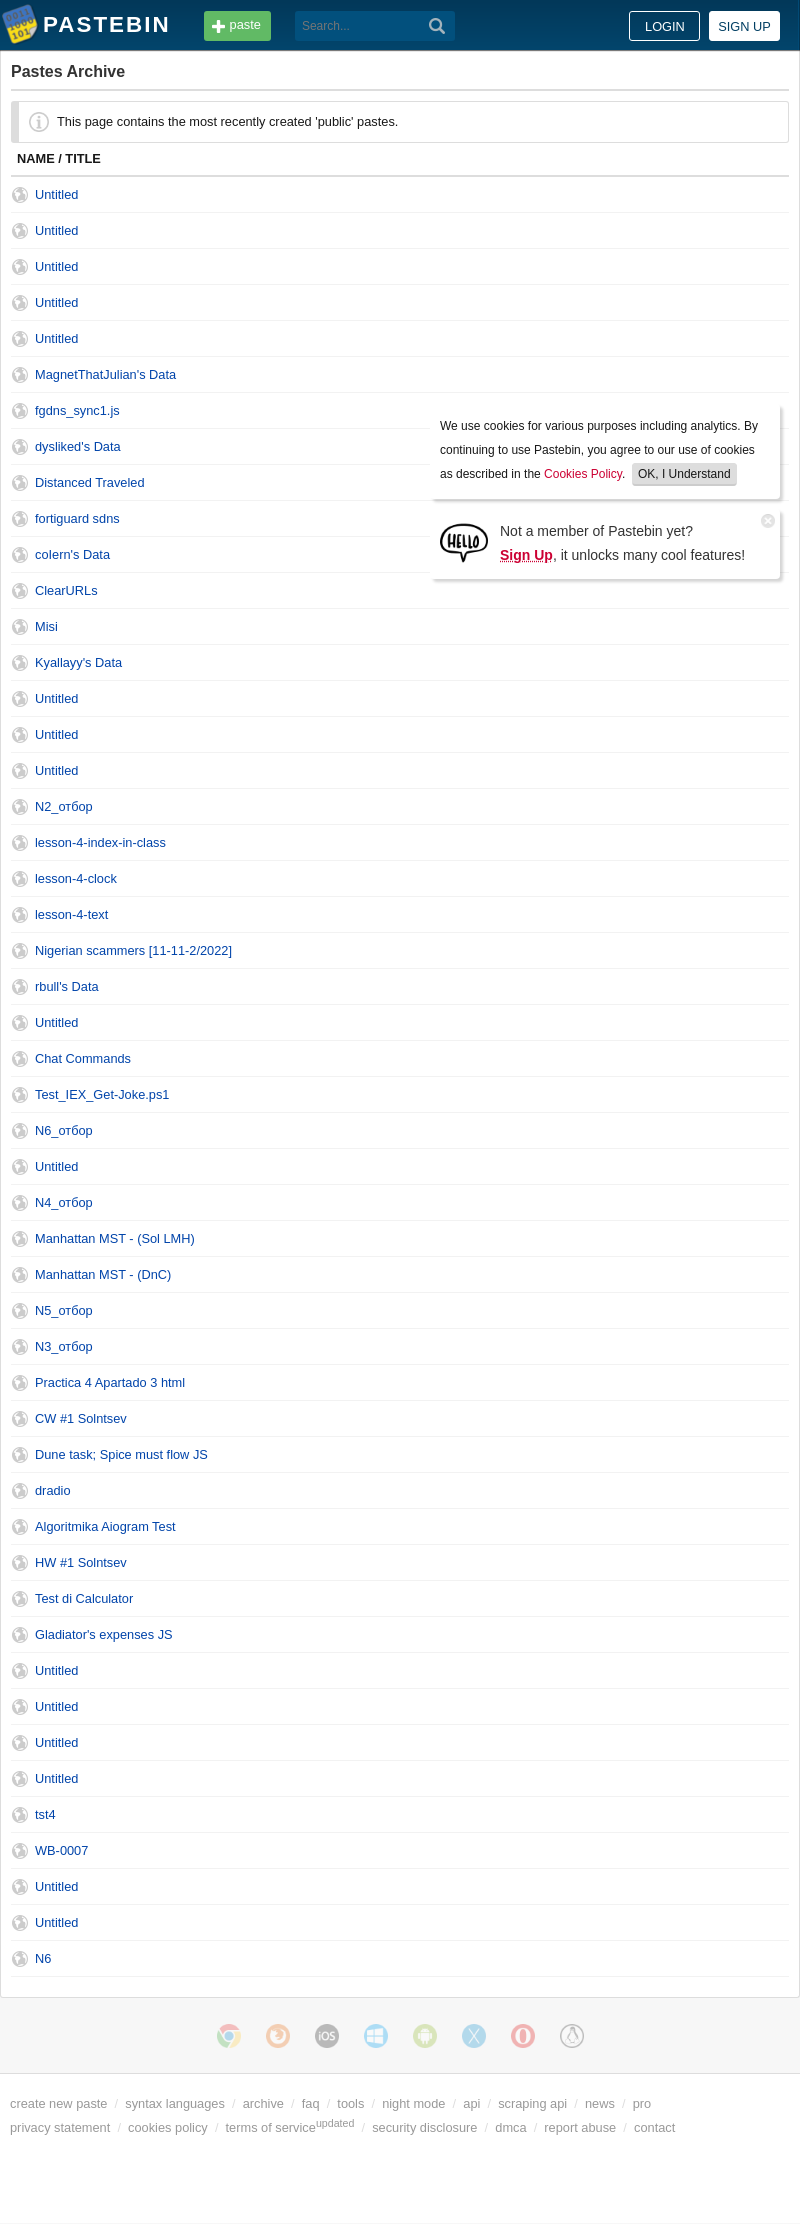 PASTEBIN
paste
Search...
LOGIN
SIGN UP
Pastes Archive
This page contains the most recently created 'public' pastes.
NAME / TITLE
Untitled
Untitled
Untitled
Untitled
Untitled
MagnetThatJulian's Data
fgdns_sync1.js
dysliked's Data
Distanced Traveled
fortiguard sdns
coIern's Data
ClearURLs
We use cookies for various purposes including analytics. By
continuing to use Pastebin, you agree to our use of cookies
as described in the Cookies Policy. OK, I Understand
HELLO
Not a member of Pastebin yet?
Sign Up, it unlocks many cool features!
Misi
Kyallayy's Data
Untitled
Untitled
Untitled
N2_отбор
lesson-4-index-in-class
lesson-4-clock
lesson-4-text
Nigerian scammers [11-11-2/2022]
rbull's Data
Untitled
Chat Commands
Test_IEX_Get-Joke.ps1
N6_отбор
Untitled
N4_отбор
Manhattan MST - (Sol LMH)
Manhattan MST - (DnC)
N5_отбор
N3_отбор
Practica 4 Apartado 3 html
CW #1 Solntsev
Dune task; Spice must flow JS
dradio
Algoritmika Aiogram Test
HW #1 Solntsev
Test di Calculator
Gladiator's expenses JS
Untitled
Untitled
Untitled
Untitled
tst4
WB-0007
Untitled
Untitled
N6
iOS
create new paste / syntax languages / archive / faq / tools / night mode / api / scraping api / news / pro
privacy statement / cookies policy / terms of serviceupdated / security disclosure / dmca / report abuse / contact